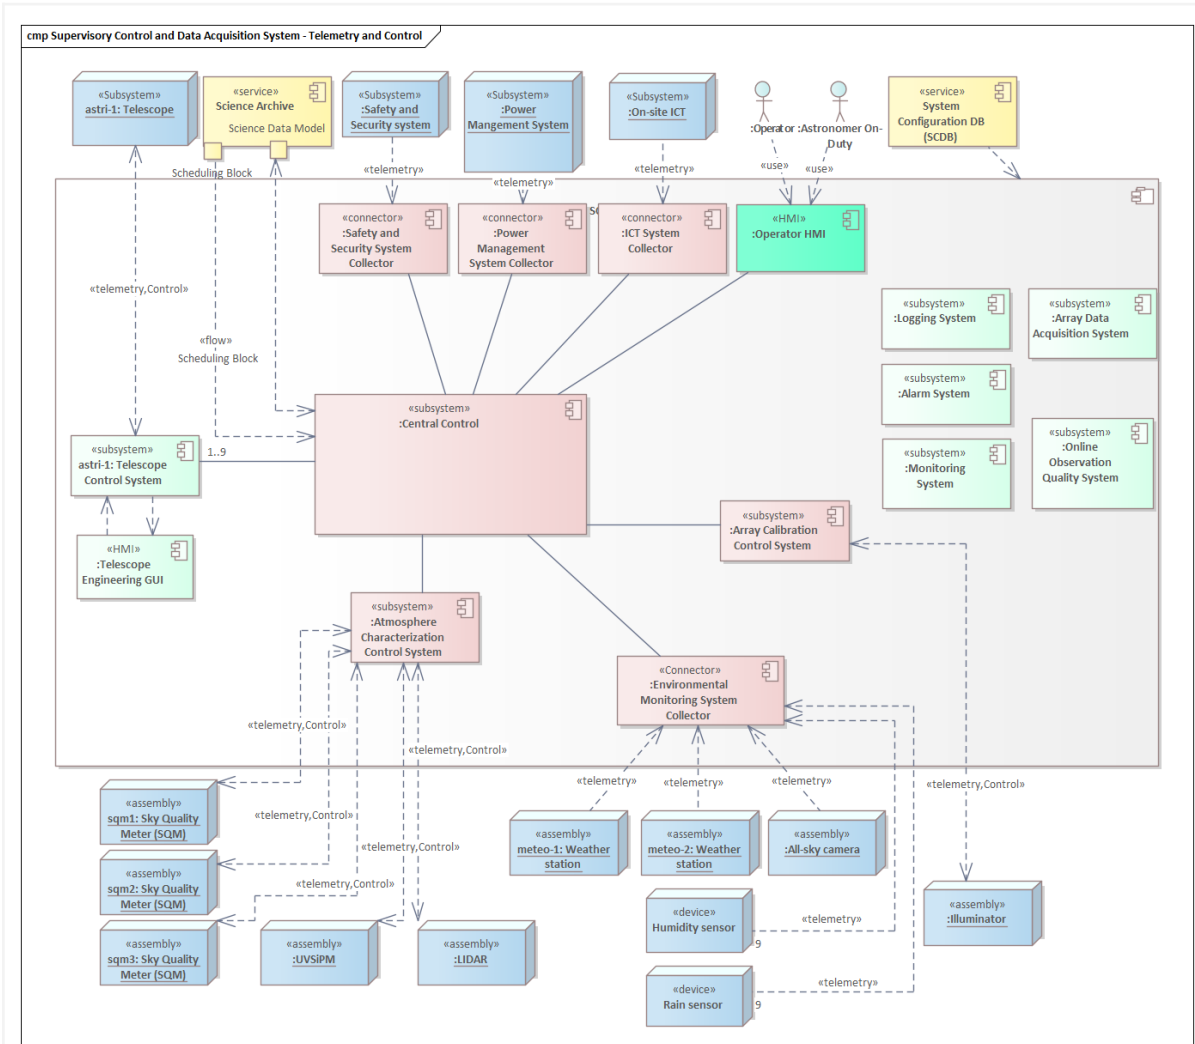 cmp Supervisory Control and Data Acquisition System - Telemetry and Control
«Subsystem»
astri-1: Telescope
«service»
Science Archive
Science Data Model
Scheduling Block
«Subsystem»
:Safety and
Security system
«Subsystem»
:Power
Mangement System
«Subsystem»
:On-site ICT
:Operator
:Astronomer On-
Duty
«service»
System
Configuration DB
(SCDB)
«telemetry»
«telemetry»
«telemetry»
«use»
«use»
«connector»
:Safety and
Security System
Collector
«connector»
:Power
Management
System Collector
«connector»
:ICT System
Collector
«HMI»
:Operator HMI
«telemetry,Control»
«flow»
Scheduling Block
«subsystem»
:Logging System
«subsystem»
:Array Data
Acquisition System
«subsystem»
:Alarm System
«subsystem»
:Monitoring
System
«subsystem»
:Online
Observation
Quality System
«subsystem»
:Central Control
«subsystem»
astri-1: Telescope
Control System
1..9
«HMI»
:Telescope
Engineering GUI
«subsystem»
:Array Calibration
Control System
«subsystem»
:Atmosphere
Characterization
Control System
«Connector»
:Environmental
Monitoring System
Collector
«telemetry,Control»
«telemetry,Control»
«telemetry,Control»
«telemetry,Control»
«telemetry,Control»
«telemetry»
«telemetry»
«telemetry»
«telemetry,Control»
«assembly»
sqm1: Sky Quality
Meter (SQM)
«assembly»
sqm2: Sky Quality
Meter (SQM)
«assembly»
sqm3: Sky Quality
Meter (SQM)
«assembly»
:UVSiPM
«assembly»
:LIDAR
«assembly»
meteo-1: Weather
station
«assembly»
meteo-2: Weather
station
«assembly»
:All-sky camera
«device»
Humidity sensor
9
«telemetry»
«device»
Rain sensor
9
«telemetry»
«assembly»
:Illuminator